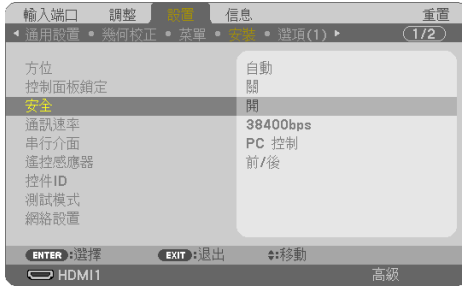 輸入端口 調整 設置 信息 重置
通用設置 • 幾何校正 • 菜單 • 安裝 • 選項(1) (1/2)
方位 自動
控制面板鎖定 關
安全 開
通訊速率 38400bps
串行介面 PC 控制
遙控感應器 前/後
控件ID
測試模式
網絡設置
ENTER:選擇 EXIT:退出 :移動
HDMI1 高級